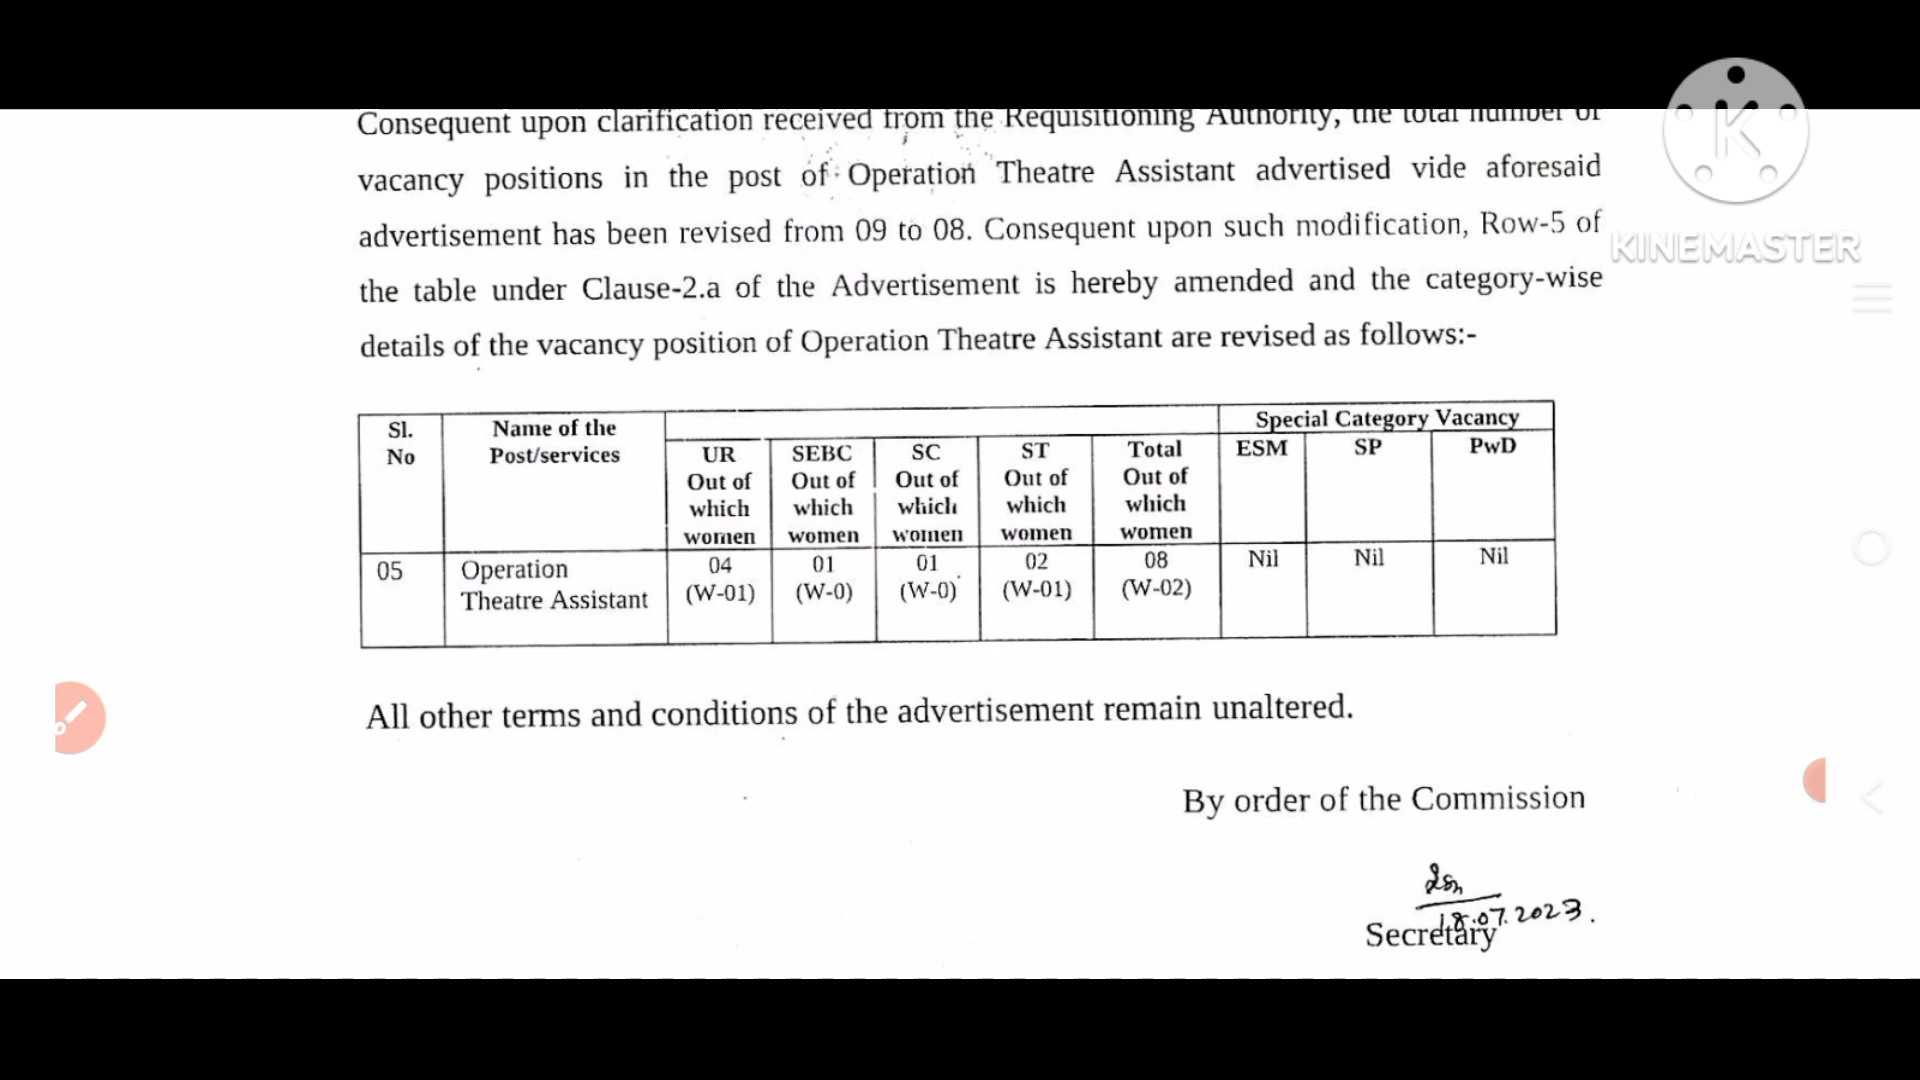 Consequent upon clarification received from the Requisitioning Authority, the total number of
vacancy positions in the post of Operation Theatre Assistant advertised vide aforesaid
advertisement has been revised from 09 to 08. Consequent upon such modification, Row-5 of
the table under Clause-2.a of the Advertisement is hereby amended and the category-wise
details of the vacancy position of Operation Theatre Assistant are revised as follows:-
Sl. No Name of the Post/services UR Out of which women SEBC Out of which women SC Out of which women ST Out of which women Total Out of which women Special Category Vacancy ESM SP PwD
05 Operation Theatre Assistant 04 (W-01) 01 (W-0) 01 (W-0) 02 (W-01) 08 (W-02) Nil Nil Nil
All other terms and conditions of the advertisement remain unaltered.
By order of the Commission
18.07.2023.
Secretary
K
KINEMASTER